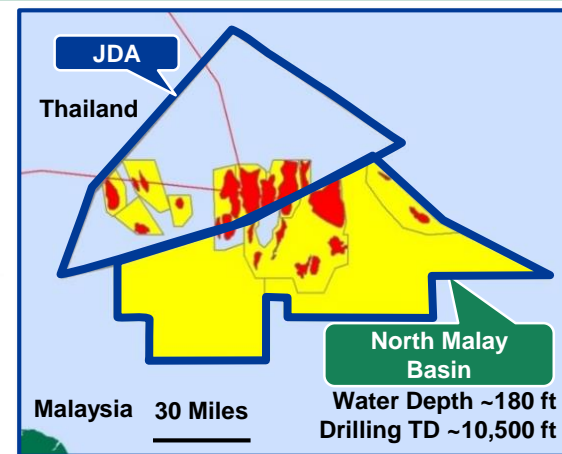 JDA
Thailand
North Malay
Basin
Malaysia 30 Miles
Water Depth ~180 ft
Drilling TD ~10,500 ft